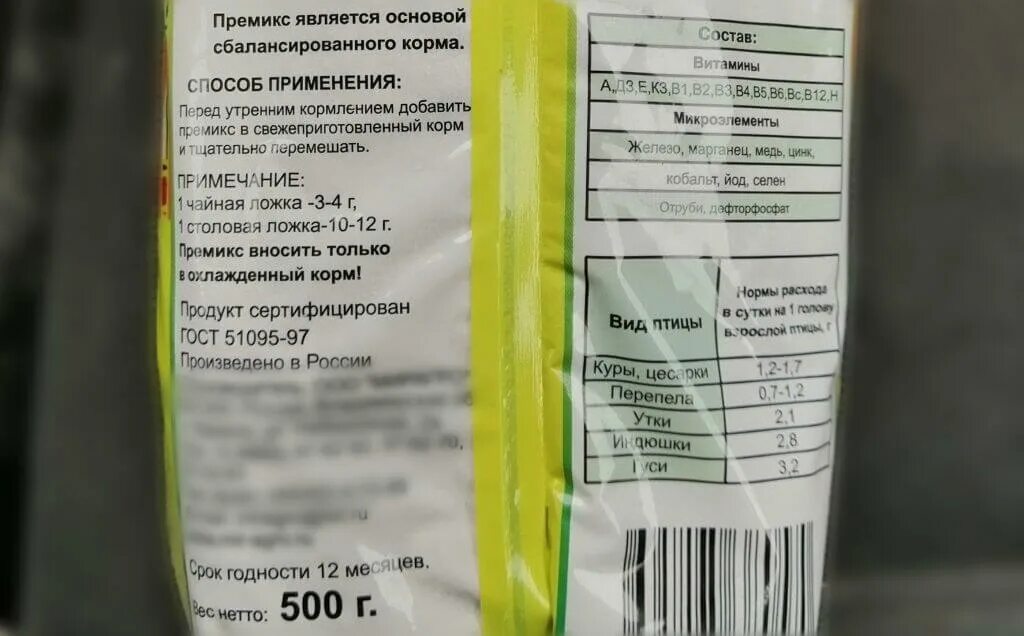 Премикс является основой
сбалансированного корма.
СПОСОБ ПРИМЕНЕНИЯ:
Перед утренним кормлением добавить
премикс в свежеприготовленный корм
и тщательно перемешать.
ПРИМЕЧАНИЕ:
1 чайная ложка -3-4 г,
1 столовая ложка-10-12 г.
Премикс вносить только
в охлажденный корм!
Продукт сертифицирован
ГОСТ 51095-97
Произведено в России
Срок годности 12 месяцев.
Вес нетто: 500 г.
Состав:
Витамины
А,Д3,Е,К3,В1,В2,В3,В4,В5,В6,Вс,В12,Н
Микроэлементы
Железо, марганец, медь, цинк,
кобальт, йод, селен
Отруби, дефторфосфат
Вид птицы
Нормы расхода
в сутки на 1 голову
взрослой птицы, г
Куры, цесарки 1,2-1,7
Перепела 0,7-1,2
Утки 2,1
Индюшки 2,8
Гуси 3,2